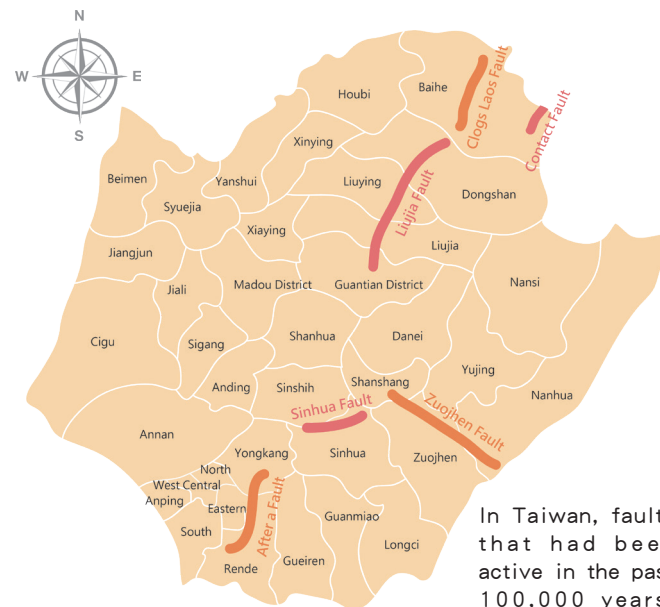 N
W
E
S
Houbi
Baihe
Clogs Laos Fault
Contact Fault
Xinying
Beimen
Yanshui
Liuying
Liujia Fault
Dongshan
Syuejia
Xiaying
Liujia
Jiangjun
Jiali
Madou District
Guantian District
Nansi
Cigu
Sigang
Shanhua
Danei
Yujing
Anding
Sinshih
Shanshang
Nanhua
Sinhua Fault
Zuojhen Fault
Annan
Yongkang
Sinhua
Zuojhen
North
West Central
Anping
Eastern
After a Fault
South
Guanmiao
Longci
Rende
Gueiren
In Taiwan, fault
that had bee
active in the pas
100,000 years